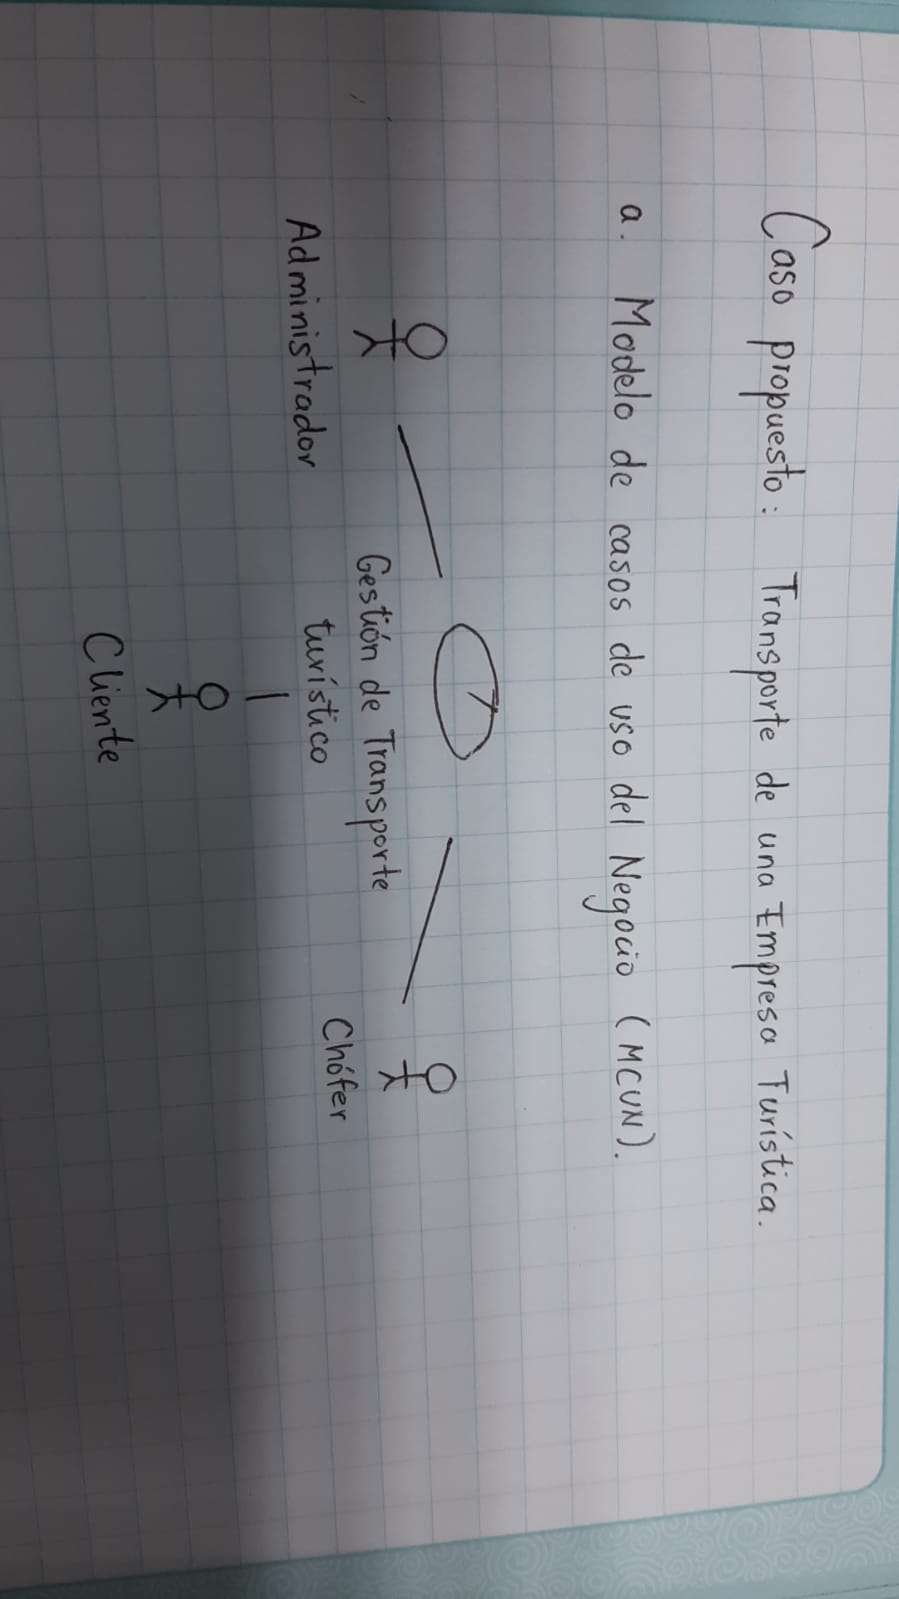 Caso propuesto: Transporte de una Empresa Turística.
a. Modelo de casos de uso del Negocio (MCUN).
Gestión de Transporte
turístico
Administrador
Chófer
Cliente